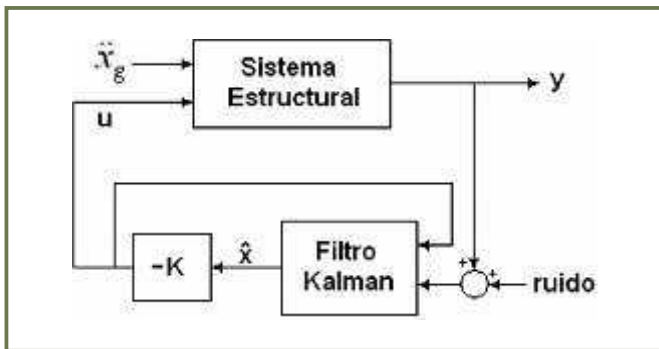 ẍg
Sistema
Estructural
y
u
-K
x̂
Filtro
Kalman
+
+
ruido